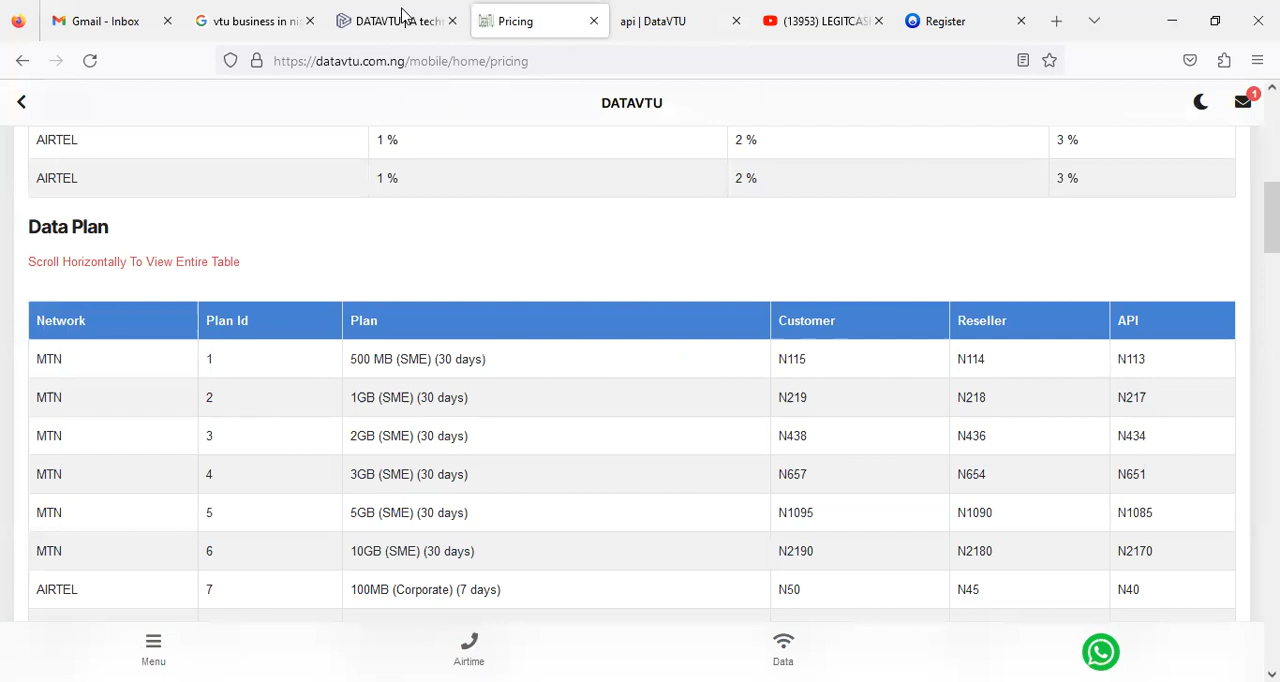 Gmail - Inbox
vtu business in ni
DATAVTU - A tech
Pricing
api | DataVTU
(13953) LEGITCAS
Register
https://datavtu.com.ng/mobile/home/pricing
DATAVTU
1
AIRTEL 1 % 2 % 3 %
AIRTEL 1 % 2 % 3 %
Data Plan
Scroll Horizontally To View Entire Table
Network Plan Id Plan Customer Reseller API
MTN 1 500 MB (SME) (30 days) N115 N114 N113
MTN 2 1GB (SME) (30 days) N219 N218 N217
MTN 3 2GB (SME) (30 days) N438 N436 N434
MTN 4 3GB (SME) (30 days) N657 N654 N651
MTN 5 5GB (SME) (30 days) N1095 N1090 N1085
MTN 6 10GB (SME) (30 days) N2190 N2180 N2170
AIRTEL 7 100MB (Corporate) (7 days) N50 N45 N40
Menu Airtime Data